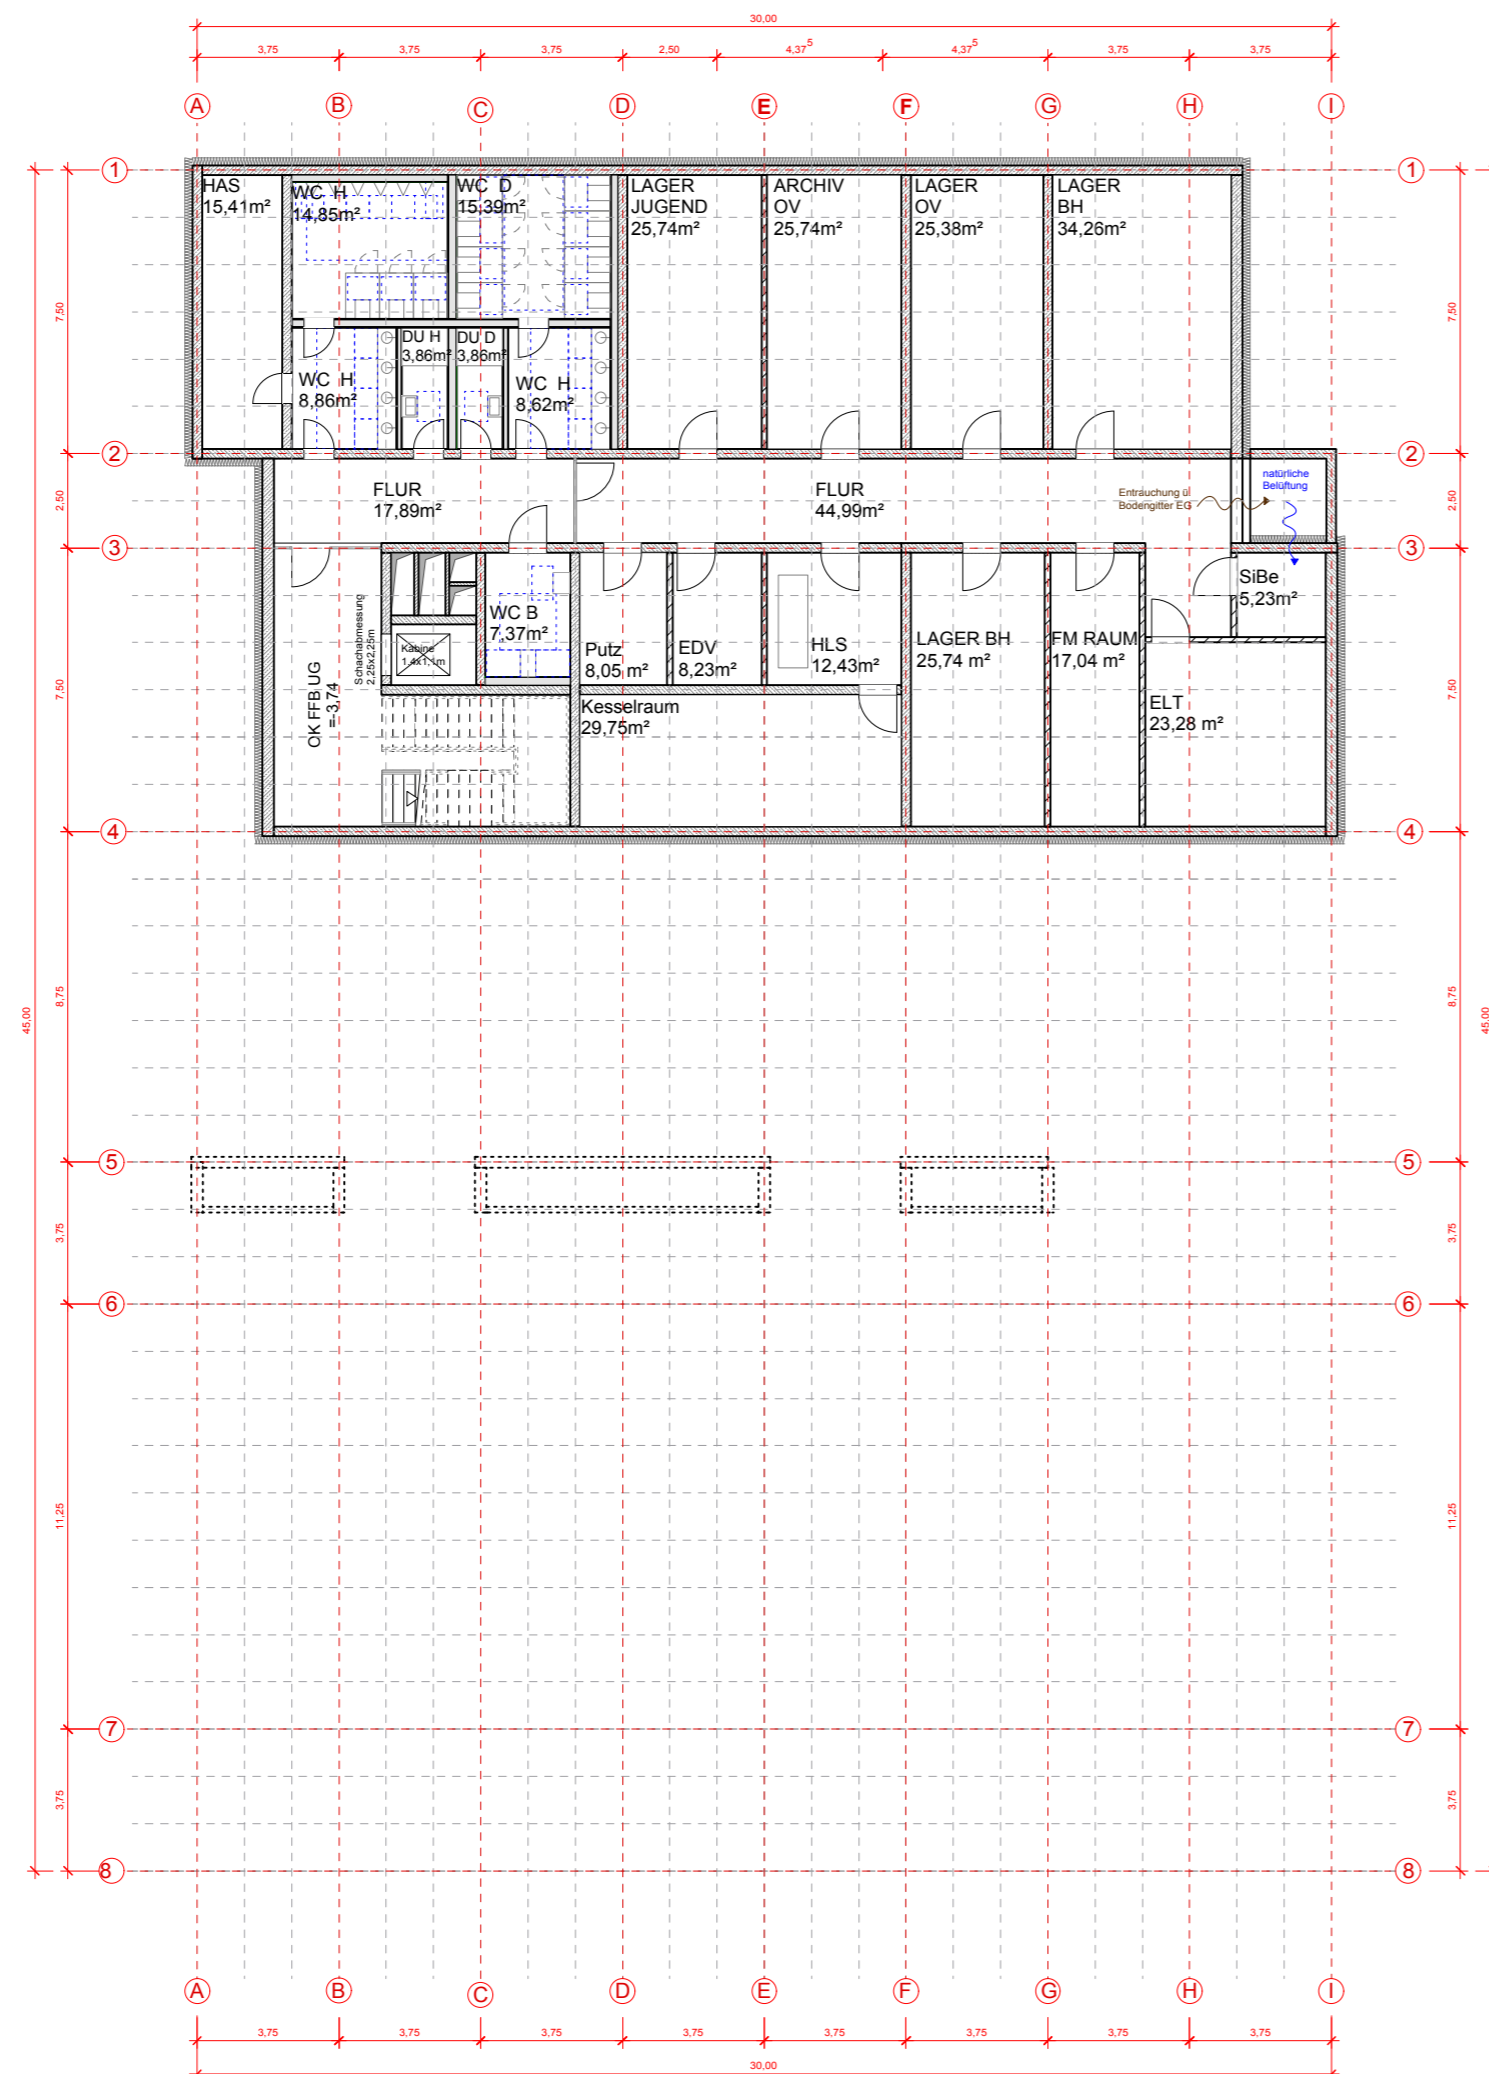 30,00
3,75 3,75 3,75 2,50 4,37⁵ 4,37⁵ 3,75 3,75
A B C D E F G H I
1 1
HAS
15,41m²
WC H
14,85m²
WC D
15,39m²
LAGER
JUGEND
25,74m²
ARCHIV
OV
25,74m²
LAGER
OV
25,38m²
LAGER
BH
34,26m²
7,50 7,50
DU H
3,86m²
DU D
3,86m²
WC H
8,86m²
WC H
8,62m²
2 2
FLUR
17,89m²
FLUR
44,99m²
Entrauchung ü.
Bodengitter EG
natürliche
Belüftung
2,50 2,50
3 3
SiBe
5,23m²
WC B
7,37m²
Schachabmessung
2,25x2,25m
Kabine
1.4x1,1m
Putz
8,05 m²
EDV
8,23m²
HLS
12,43m²
LAGER BH
25,74 m²
FM RAUM
17,04 m²
OK FFB UG
=-3,74
Kesselraum
29,75m²
ELT
23,28 m²
7,50 7,50
4 4
8,75 8,75
45,00 45,00
5 5
3,75 3,75
6 6
11,25 11,25
7 7
3,75 3,75
8 8
A B C D E F G H I
3,75 3,75 3,75 3,75 3,75 3,75 3,75 3,75
30,00